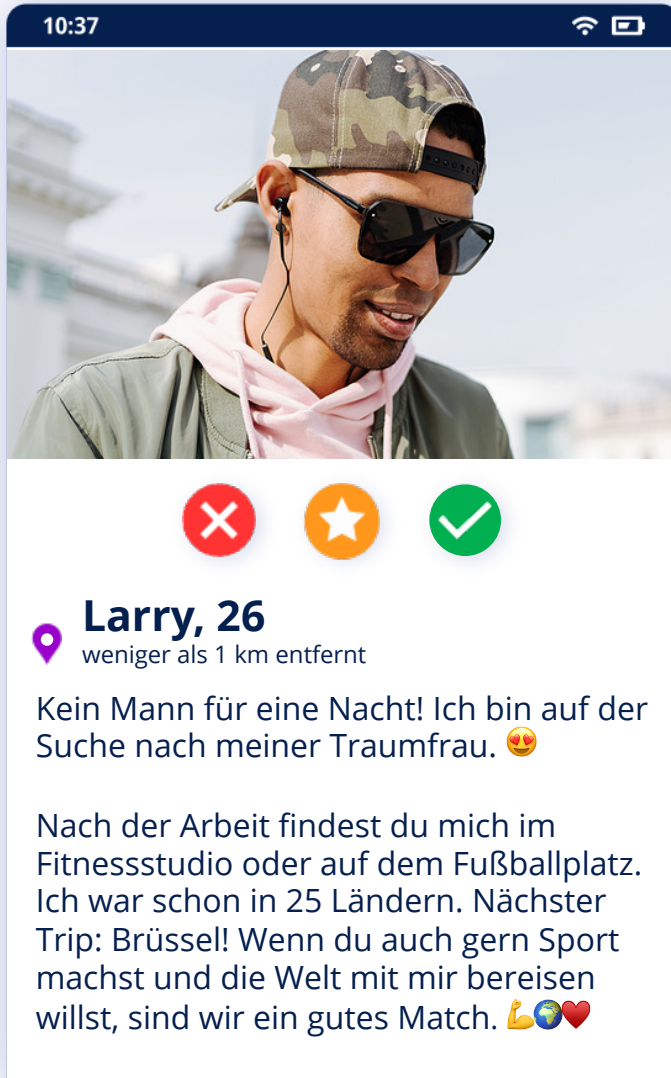 10:37
Larry, 26
weniger als 1 km entfernt
Kein Mann für eine Nacht! Ich bin auf der
Suche nach meiner Traumfrau. 😍
Nach der Arbeit findest du mich im
Fitnessstudio oder auf dem Fußballplatz.
Ich war schon in 25 Ländern. Nächster
Trip: Brüssel! Wenn du auch gern Sport
machst und die Welt mit mir bereisen
willst, sind wir ein gutes Match. 💪🌍❤️